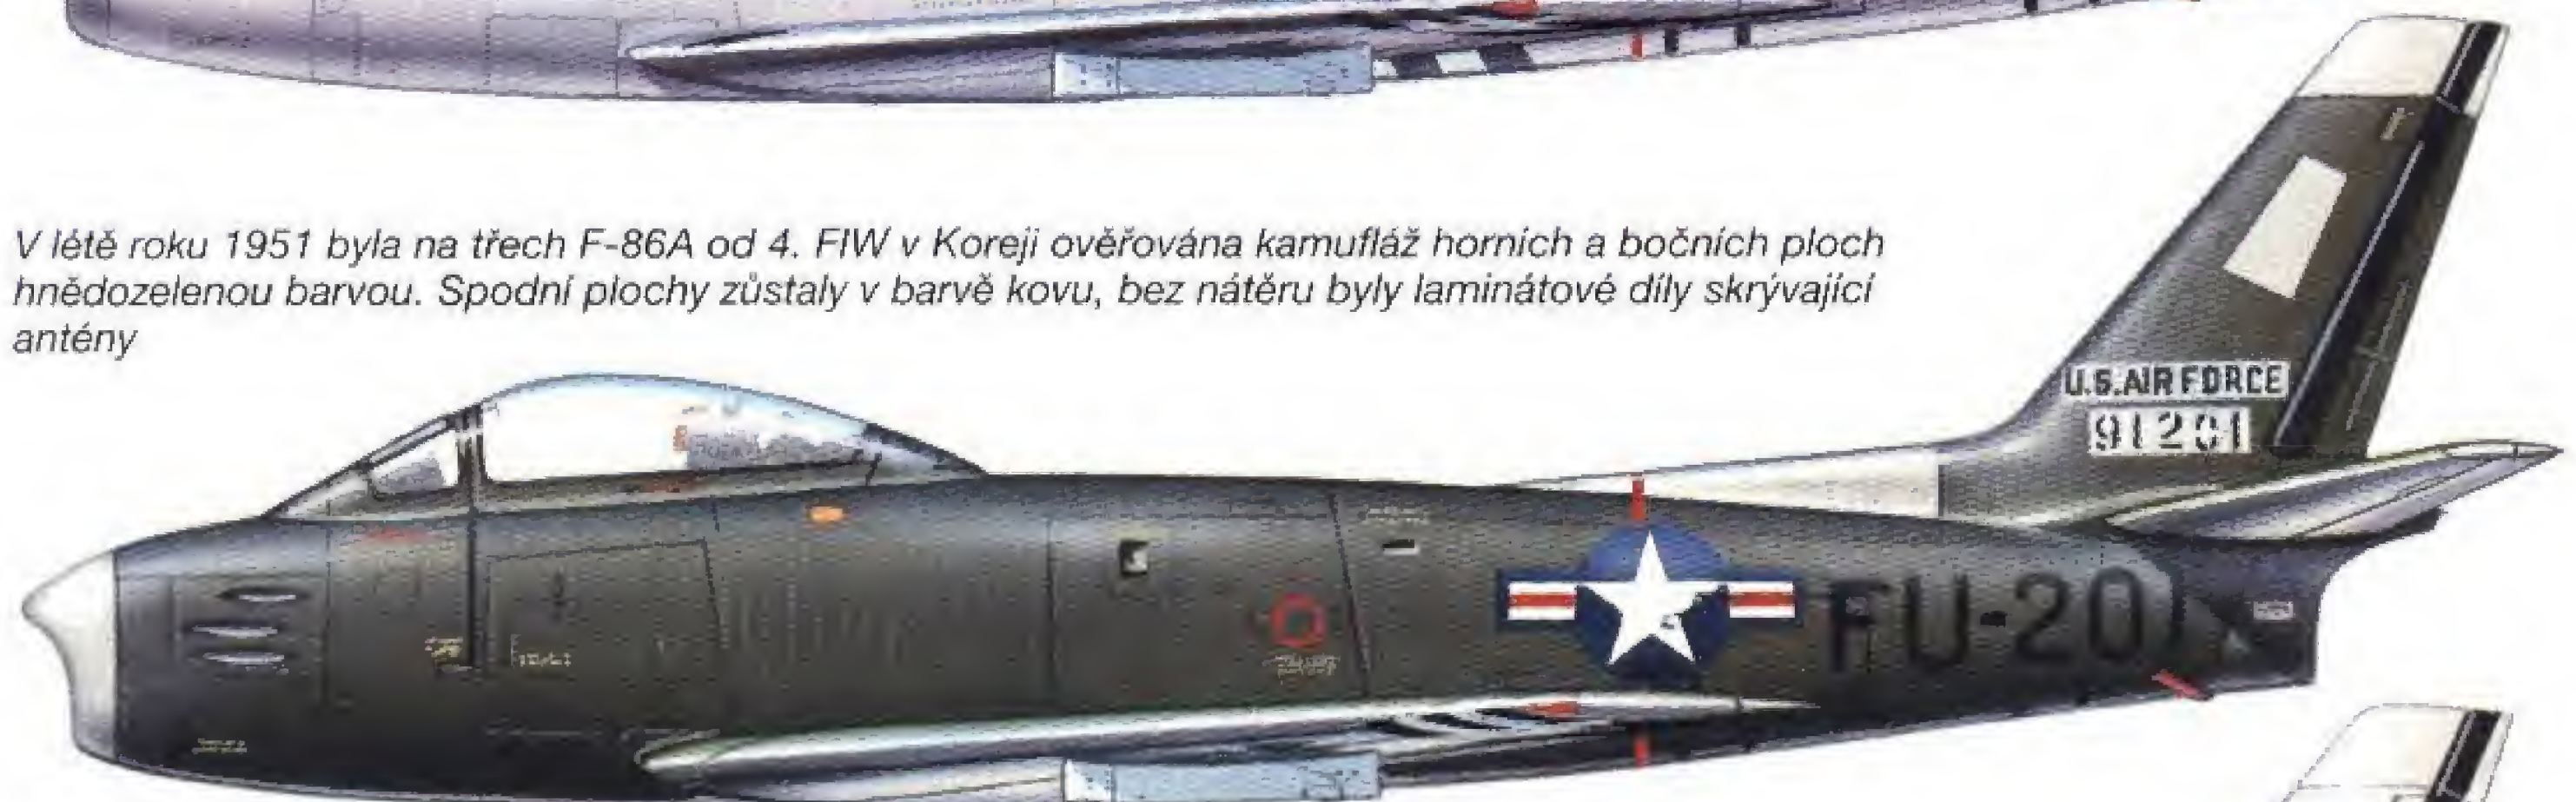 V létě roku 1951 byla na třech F-86A od 4. FIW v Koreji ověřována kamufláž horních a bočních ploch
hnědozelenou barvou. Spodní plochy zůstaly v barvě kovu, bez nátěru byly laminátové díly skrývající
antény
U.S.AIR FORCE
91201
FU-201